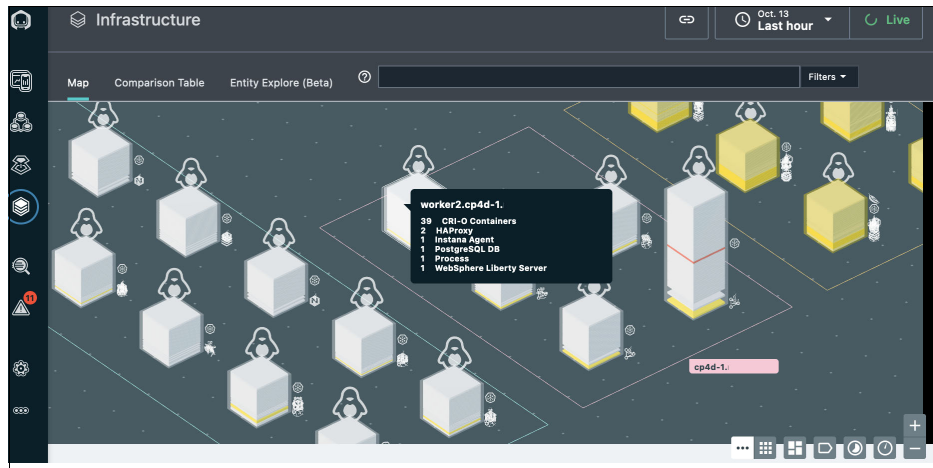 Infrastructure
Oct. 13
Last hour
Live
Map Comparison Table Entity Explore (Beta)
?
Filters
worker2.cp4d-1.
39 CRI-O Containers
2 HAProxy
1 Instana Agent
1 PostgreSQL DB
1 Process
1 WebSphere Liberty Server
11
cp4d-1.
+
−